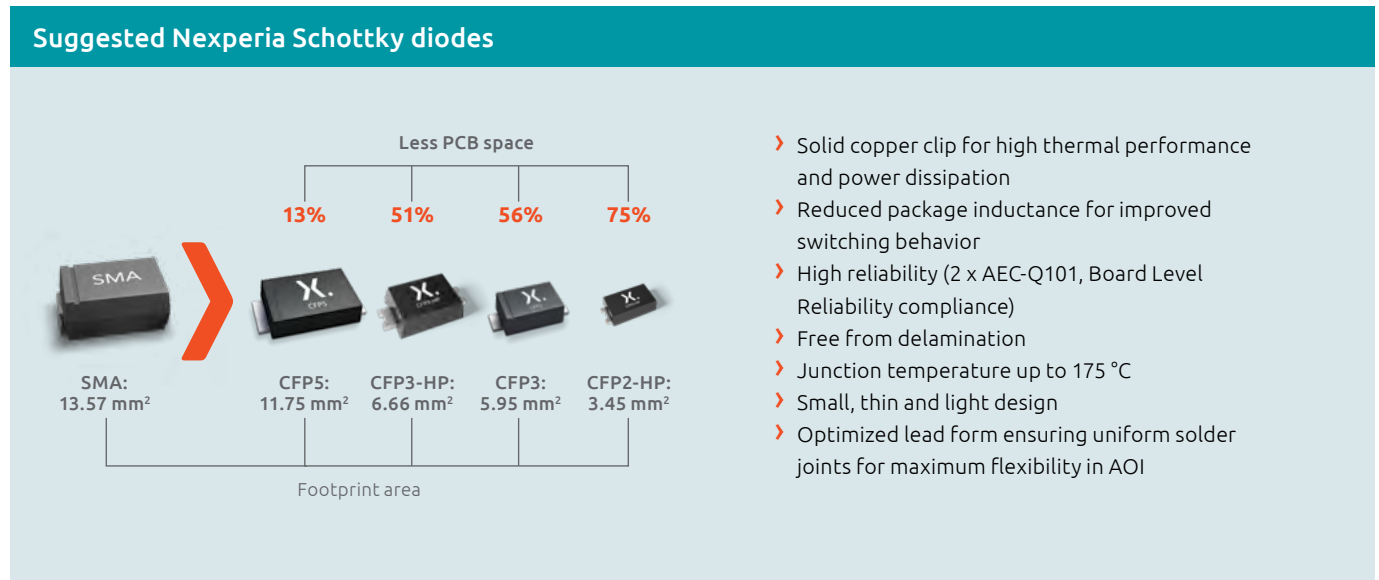 Suggested Nexperia Schottky diodes
Less PCB space
13% 51% 56% 75%
SMA
CFP5
SMA: CFP5: CFP3-HP: CFP3: CFP2-HP:
13.57 mm² 11.75 mm² 6.66 mm² 5.95 mm² 3.45 mm²
Footprint area
Solid copper clip for high thermal performance
and power dissipation
Reduced package inductance for improved
switching behavior
High reliability (2 x AEC-Q101, Board Level
Reliability compliance)
Free from delamination
Junction temperature up to 175 °C
Small, thin and light design
Optimized lead form ensuring uniform solder
joints for maximum flexibility in AOI